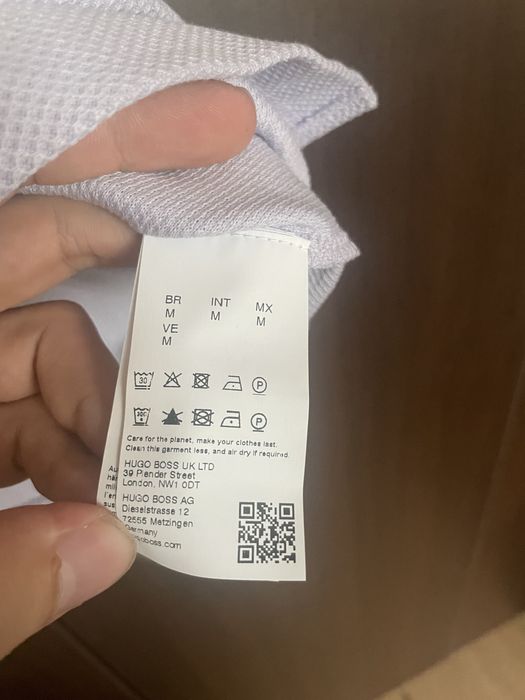 BR INT MX
M M M
VE
M
30 P
P
Care for the planet, make your clothes last.
Clean this garment less, and air dry if required.
HUGO BOSS UK LTD
39 Plender Street
London, NW1 0DT
HUGO BOSS AG
Dieselstrasse 12
72555 Metzingen
Germany
boss.com